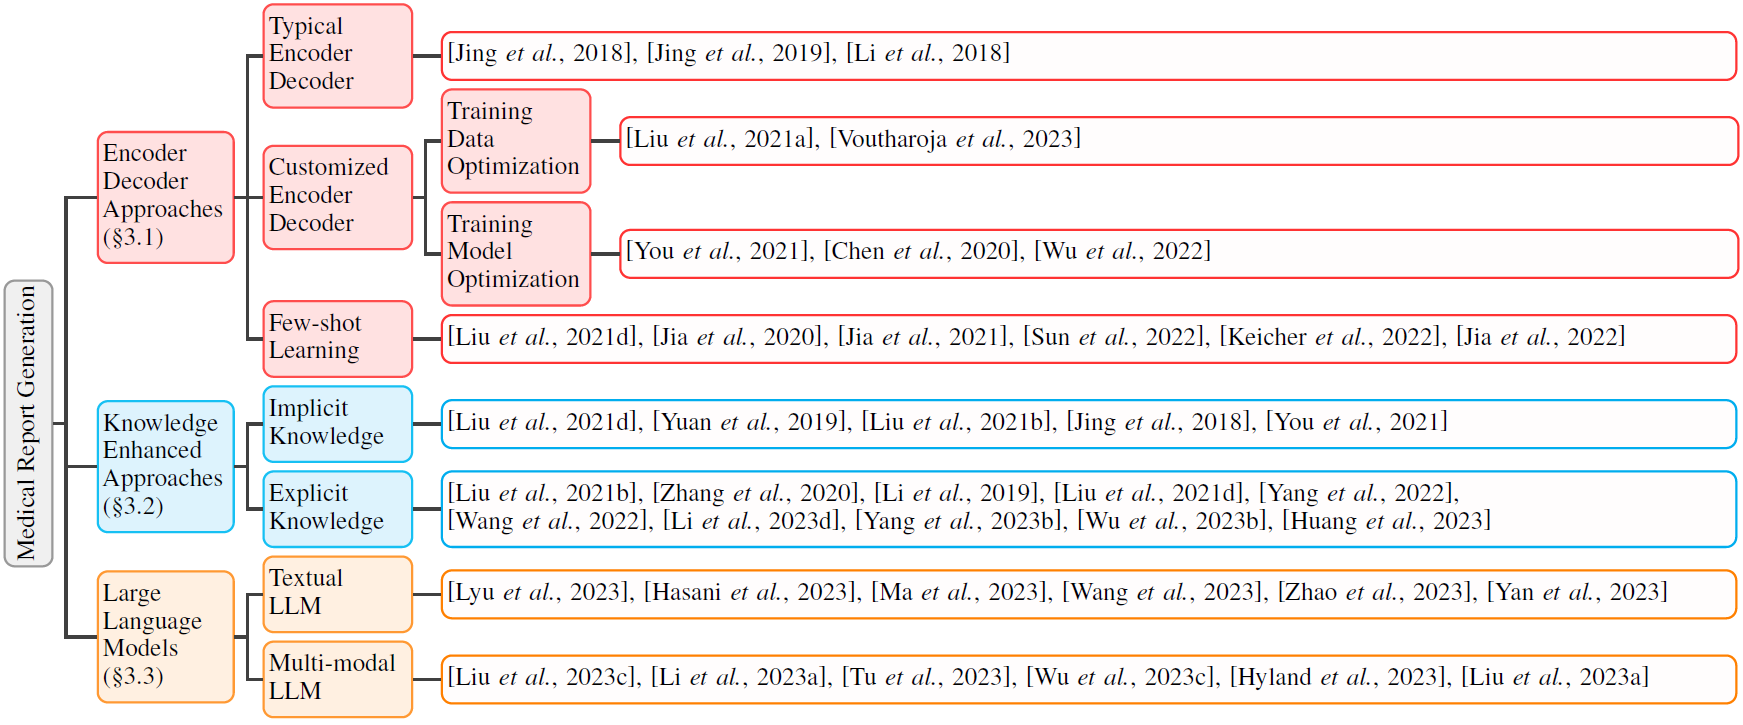 Medical Report Generation
Encoder
Decoder
Approaches
(§3.1)
Typical
Encoder
Decoder
[Jing et al., 2018], [Jing et al., 2019], [Li et al., 2018]
Customized
Encoder
Decoder
Training
Data
Optimization
[Liu et al., 2021a], [Voutharoja et al., 2023]
Training
Model
Optimization
[You et al., 2021], [Chen et al., 2020], [Wu et al., 2022]
Few-shot
Learning
[Liu et al., 2021d], [Jia et al., 2020], [Jia et al., 2021], [Sun et al., 2022], [Keicher et al., 2022], [Jia et al., 2022]
Knowledge
Enhanced
Approaches
(§3.2)
Implicit
Knowledge
[Liu et al., 2021d], [Yuan et al., 2019], [Liu et al., 2021b], [Jing et al., 2018], [You et al., 2021]
Explicit
Knowledge
[Liu et al., 2021b], [Zhang et al., 2020], [Li et al., 2019], [Liu et al., 2021d], [Yang et al., 2022],
[Wang et al., 2022], [Li et al., 2023d], [Yang et al., 2023b], [Wu et al., 2023b], [Huang et al., 2023]
Large
Language
Models
(§3.3)
Textual
LLM
[Lyu et al., 2023], [Hasani et al., 2023], [Ma et al., 2023], [Wang et al., 2023], [Zhao et al., 2023], [Yan et al., 2023]
Multi-modal
LLM
[Liu et al., 2023c], [Li et al., 2023a], [Tu et al., 2023], [Wu et al., 2023c], [Hyland et al., 2023], [Liu et al., 2023a]